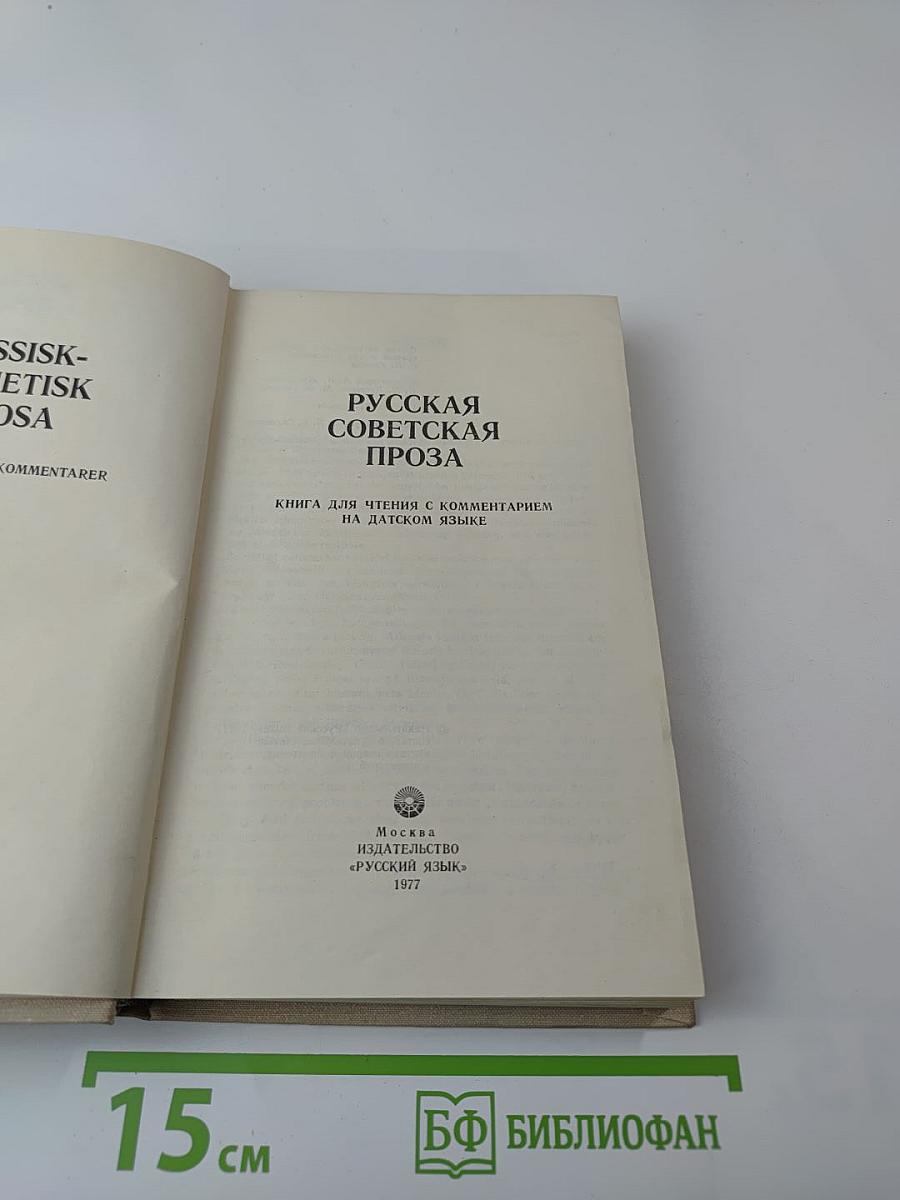 SSISK-
ETISK
OSA
KOMMENTARER
РУССКАЯ
СОВЕТСКАЯ
ПРОЗА
КНИГА ДЛЯ ЧТЕНИЯ С КОММЕНТАРИЕМ
НА ДАТСКОМ ЯЗЫКЕ
Москва
ИЗДАТЕЛЬСТВО
«РУССКИЙ ЯЗЫК»
1977
15 см
БФ БИБЛИОФАН